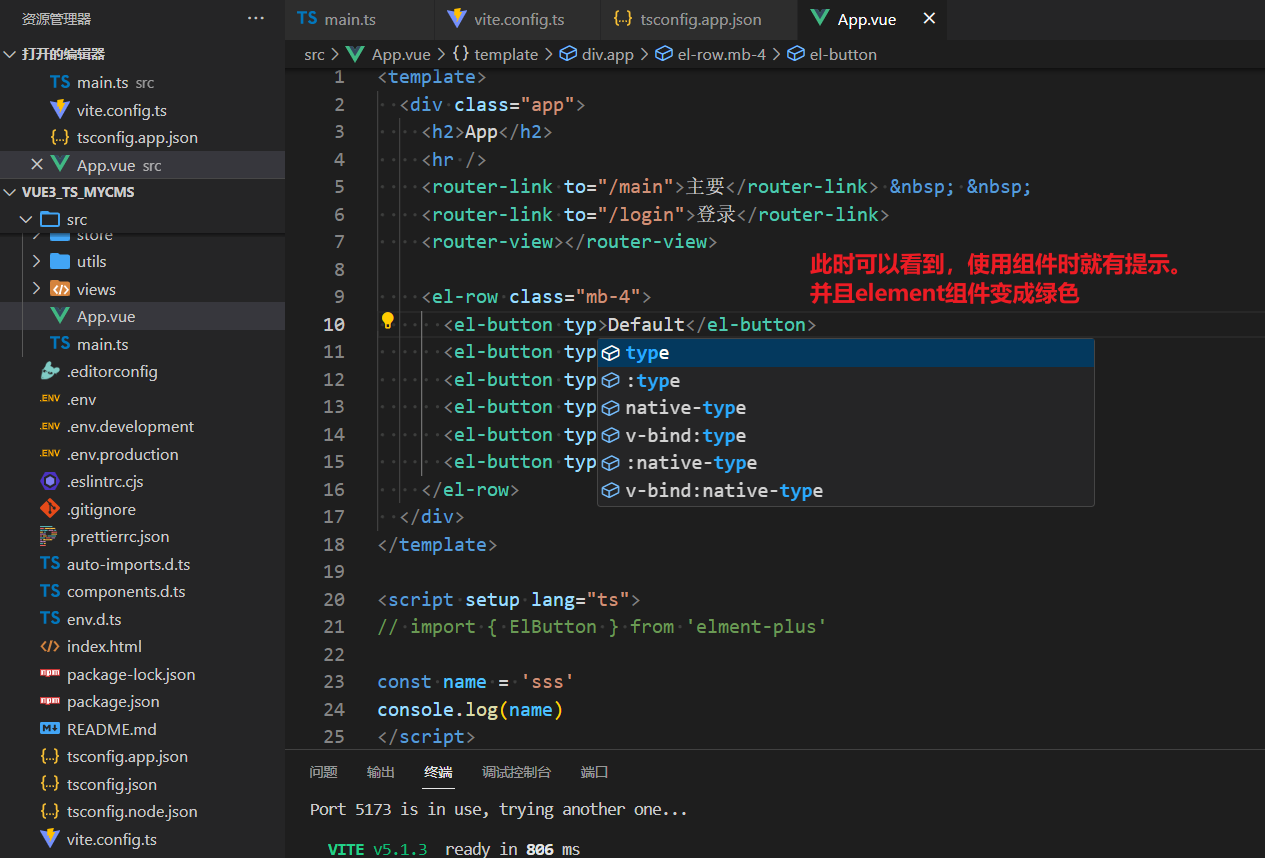 资源管理器 ···
打开的编辑器
TS main.ts src
vite.config.ts
{..} tsconfig.app.json
× App.vue src
VUE3_TS_MYCMS
src
store
utils
views
App.vue
TS main.ts
.editorconfig
.ENV .env
.ENV .env.development
.ENV .env.production
.eslintrc.cjs
.gitignore
.prettierrc.json
TS auto-imports.d.ts
TS components.d.ts
TS env.d.ts
</> index.html
npm package-lock.json
npm package.json
M↓ README.md
{..} tsconfig.app.json
{..} tsconfig.json
{..} tsconfig.node.json
vite.config.ts
TS main.ts vite.config.ts {..} tsconfig.app.json App.vue ×
src > App.vue > {} template > div.app > el-row.mb-4 > el-button
1 <template>
2 <div class="app">
3 <h2>App</h2>
4 <hr />
5 <router-link to="/main">主要</router-link> &nbsp; &nbsp;
6 <router-link to="/login">登录</router-link>
7 <router-view></router-view>
8
此时可以看到，使用组件时就有提示。
并且element组件变成绿色
9 <el-row class="mb-4">
10 <el-button typ>Default</el-button>
11 <el-button typ
12 <el-button typ
13 <el-button typ
14 <el-button typ
15 <el-button typ
type
:type
native-type
v-bind:type
:native-type
v-bind:native-type
16 </el-row>
17 </div>
18 </template>
19
20 <script setup lang="ts">
21 // import { ElButton } from 'elment-plus'
22
23 const name = 'sss'
24 console.log(name)
25 </script>
问题 输出 终端 调试控制台 端口
Port 5173 is in use, trying another one...
VITE v5.1.3 ready in 806 ms